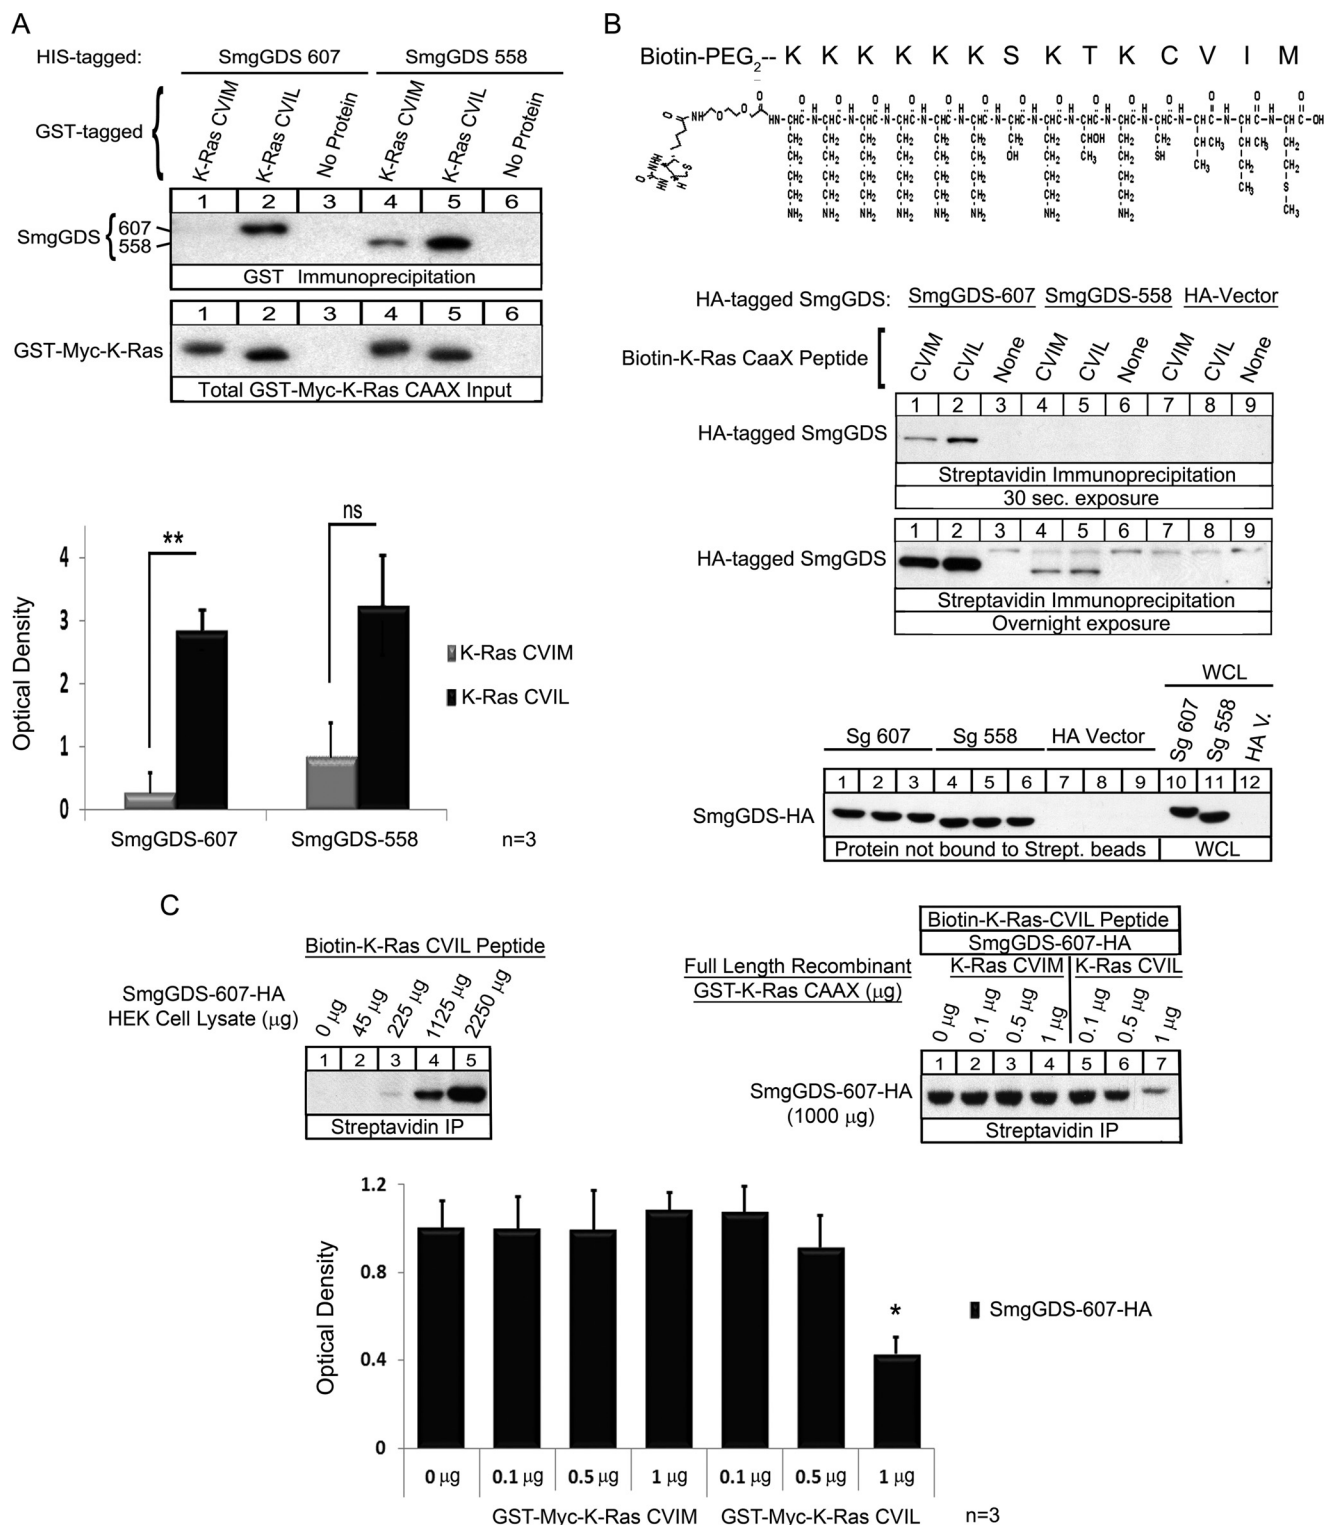 A
HIS-tagged: SmgGDS 607 SmgGDS 558
GST-tagged { K-Ras CVIM K-Ras CVIL No Protein K-Ras CVIM K-Ras CVIL No Protein
1 2 3 4 5 6
SmgGDS { 607
558
GST Immunoprecipitation
1 2 3 4 5 6
GST-Myc-K-Ras
Total GST-Myc-K-Ras CAAX Input
Optical Density
4
3
2
1
0
**
ns
K-Ras CVIM
K-Ras CVIL
SmgGDS-607 SmgGDS-558 n=3
B
Biotin-PEG2-- K K K K K K S K T K C V I M
HA-tagged SmgGDS: SmgGDS-607 SmgGDS-558 HA-Vector
Biotin-K-Ras CaaX Peptide [ CVIM CVIL None CVIM CVIL None CVIM CVIL None
1 2 3 4 5 6 7 8 9
HA-tagged SmgGDS
Streptavidin Immunoprecipitation
30 sec. exposure
1 2 3 4 5 6 7 8 9
HA-tagged SmgGDS
Streptavidin Immunoprecipitation
Overnight exposure
WCL
Sg 607 Sg 558 HA Vector Sg 607 Sg 558 HA V.
1 2 3 4 5 6 7 8 9 10 11 12
SmgGDS-HA
Protein not bound to Strept. beads WCL
C
Biotin-K-Ras CVIL Peptide
SmgGDS-607-HA
HEK Cell Lysate (µg) 0 µg 45 µg 225 µg 1125 µg 2250 µg
1 2 3 4 5
Streptavidin IP
Biotin-K-Ras-CVIL Peptide
SmgGDS-607-HA
Full Length Recombinant K-Ras CVIM K-Ras CVIL
GST-K-Ras CAAX (µg)
0 µg 0.1 µg 0.5 µg 1 µg 0.1 µg 0.5 µg 1 µg
1 2 3 4 5 6 7
SmgGDS-607-HA
(1000 µg)
Streptavidin IP
Optical Density
1.2
0.8
0.4
0
*
SmgGDS-607-HA
0 µg 0.1 µg 0.5 µg 1 µg 0.1 µg 0.5 µg 1 µg
GST-Myc-K-Ras CVIM GST-Myc-K-Ras CVIL n=3